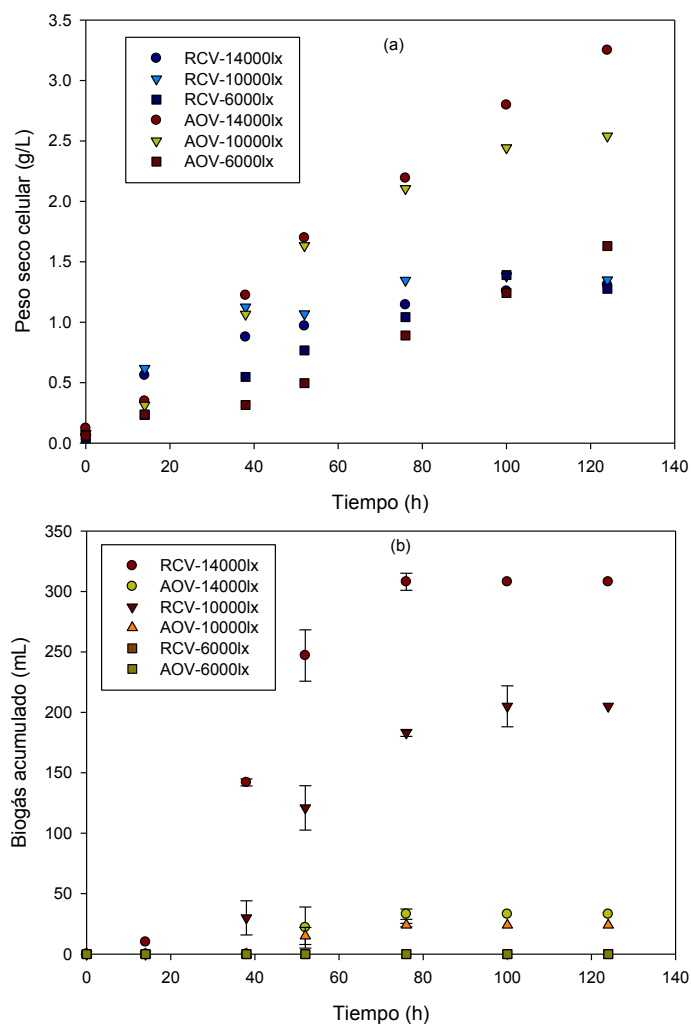 (a)
RCV-14000lx
RCV-10000lx
RCV-6000lx
AOV-14000lx
AOV-10000lx
AOV-6000lx
Peso seco celular (g/L)
3.5
3.0
2.5
2.0
1.5
1.0
0.5
0.0
0 20 40 60 80 100 120 140
Tiempo (h)
(b)
RCV-14000lx
AOV-14000lx
RCV-10000lx
AOV-10000lx
RCV-6000lx
AOV-6000lx
Biogás acumulado (mL)
350
300
250
200
150
100
50
0
0 20 40 60 80 100 120 140
Tiempo (h)